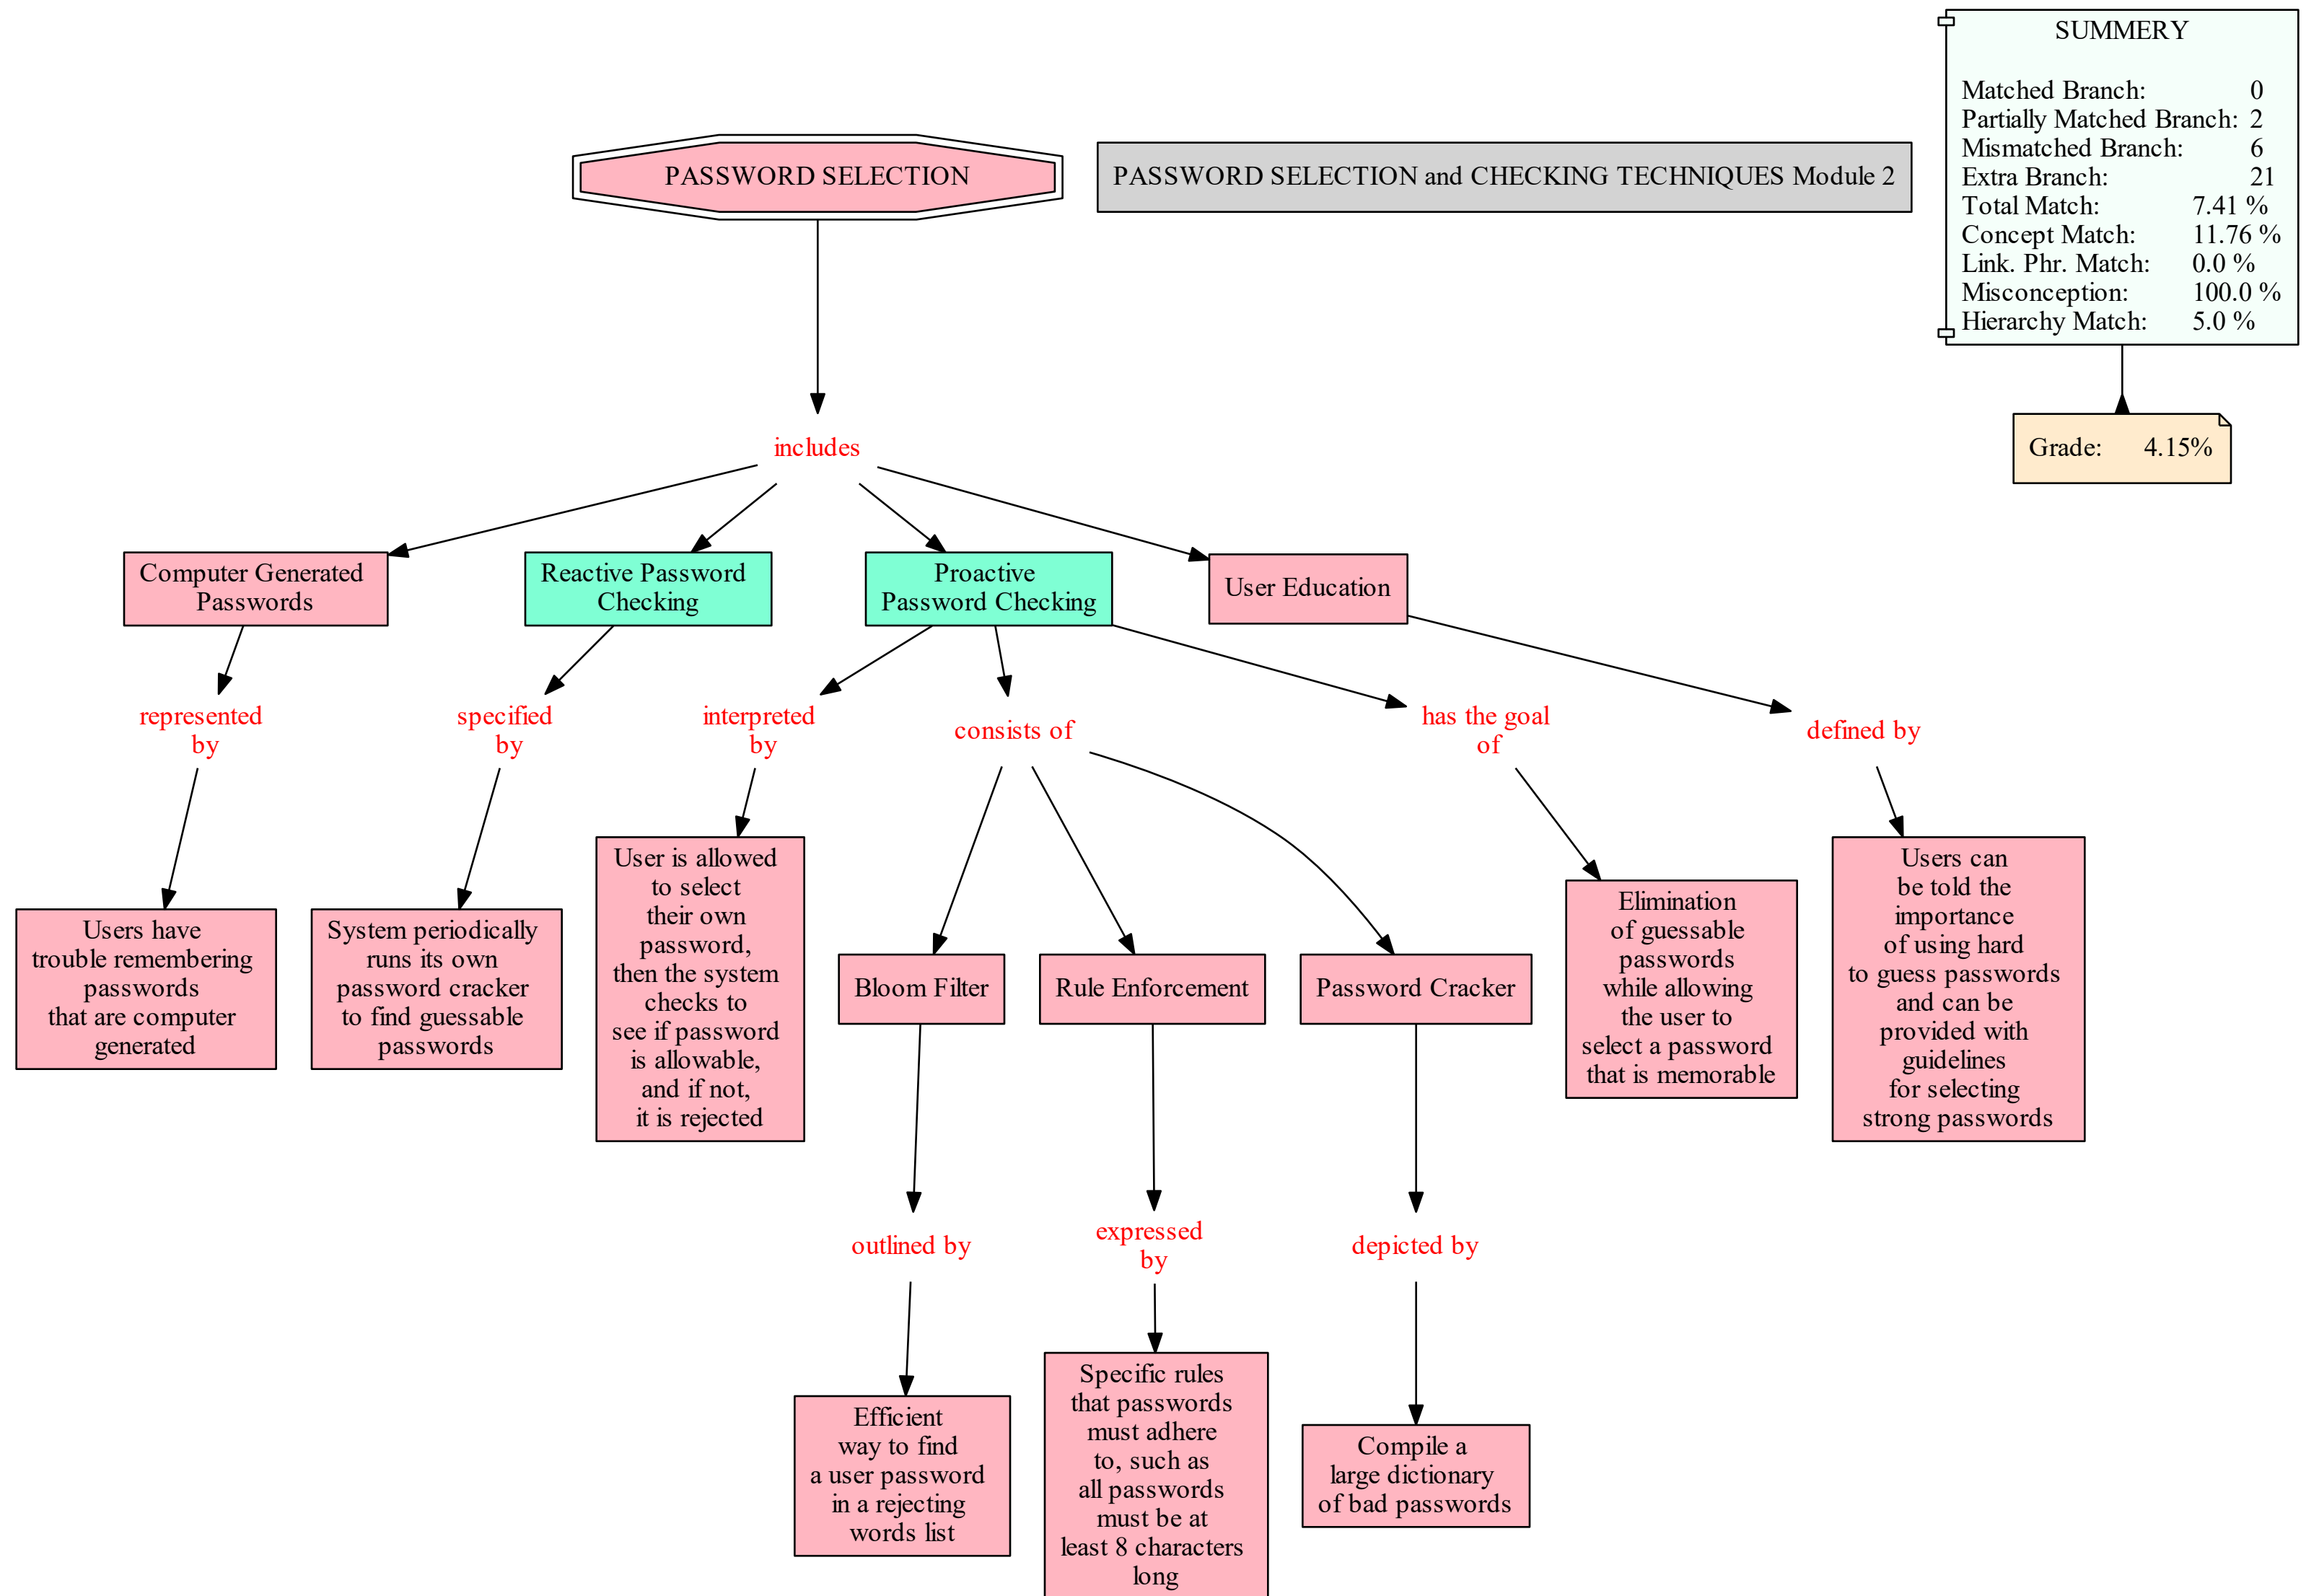 SUMMERY
Matched Branch: 0
Partially Matched Branch: 2
Mismatched Branch: 6
Extra Branch: 21
Total Match: 7.41 %
Concept Match: 11.76 %
Link. Phr. Match: 0.0 %
Misconception: 100.0 %
Hierarchy Match: 5.0 %
PASSWORD SELECTION
PASSWORD SELECTION and CHECKING TECHNIQUES Module 2
Grade: 4.15%
includes
Computer Generated
Passwords
Reactive Password
Checking
Proactive
Password Checking
User Education
represented
by
specified
by
interpreted
by
consists of
has the goal
of
defined by
Users have
trouble remembering
passwords
that are computer
generated
System periodically
runs its own
password cracker
to find guessable
passwords
User is allowed
to select
their own
password,
then the system
checks to
see if password
is allowable,
and if not,
it is rejected
Bloom Filter
Rule Enforcement
Password Cracker
Elimination
of guessable
passwords
while allowing
the user to
select a password
that is memorable
Users can
be told the
importance
of using hard
to guess passwords
and can be
provided with
guidelines
for selecting
strong passwords
outlined by
expressed
by
depicted by
Efficient
way to find
a user password
in a rejecting
words list
Specific rules
that passwords
must adhere
to, such as
all passwords
must be at
least 8 characters
long
Compile a
large dictionary
of bad passwords